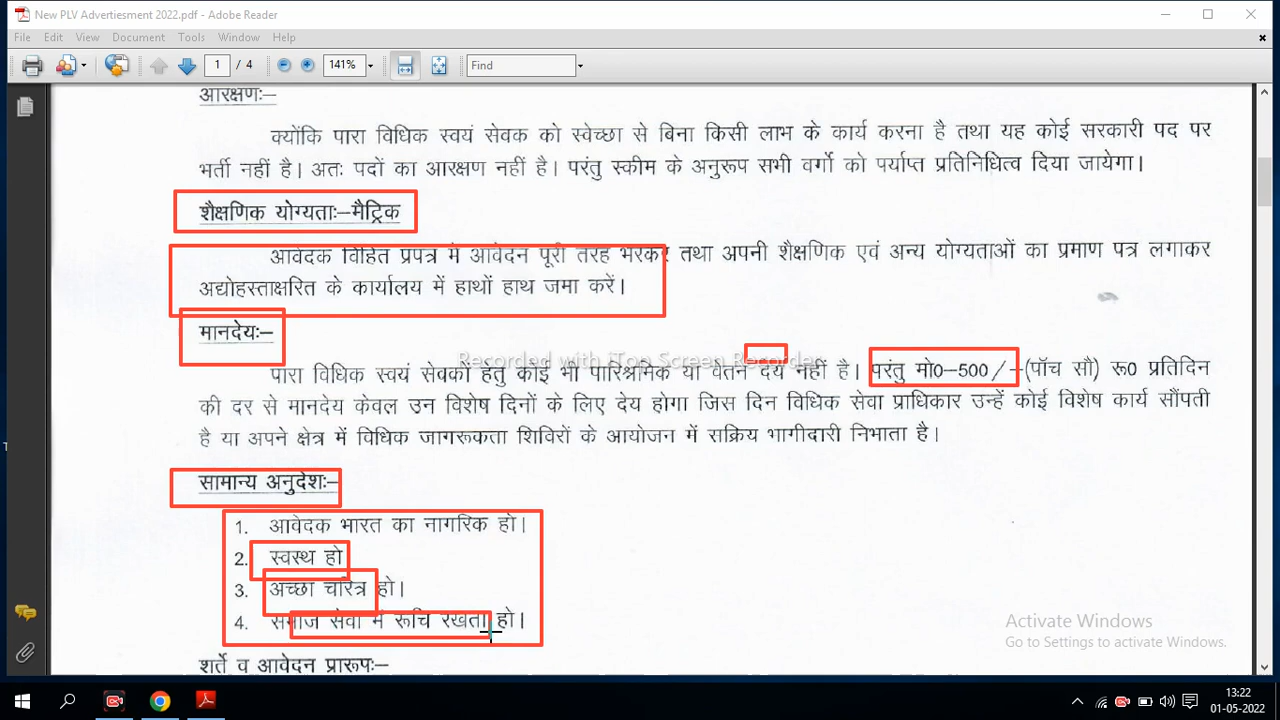 New PLV Advertiesment 2022.pdf - Adobe Reader
File Edit View Document Tools Window Help
1 / 4 141% Find
आरक्षणः–
क्योंकि पारा विधिक स्वयं सेवक को स्वेच्छा से बिना किसी लाभ के कार्य करना है तथा यह कोई सरकारी पद पर
भर्ती नहीं है। अतः पदों का आरक्षण नहीं है। परंतु स्कीम के अनुरूप सभी वर्गो को पर्याप्त प्रतिनिधित्व दिया जायेगा।
शैक्षणिक योग्यताः–मैट्रिक
आवेदक विहित प्रपत्र में आवेदन पूरी तरह भरकर तथा अपनी शैक्षणिक एवं अन्य योग्यताओं का प्रमाण पत्र लगाकर
अद्योहस्ताक्षरित के कार्यालय में हाथों हाथ जमा करें।
मानदेयः–
Recorded with iTop Screen Recorder
पारा विधिक स्वयं सेवकों हेतु कोई भी पारिश्रमिक या वेतन देय नहीं है। परंतु मो0–500/–(पॉच सौ) रू0 प्रतिदिन
की दर से मानदेय केवल उन विशेष दिनों के लिए देय होगा जिस दिन विधिक सेवा प्राधिकार उन्हें कोई विशेष कार्य सौंपती
है या अपने क्षेत्र में विधिक जागरूकता शिविरों के आयोजन में सक्रिय भागीदारी निभाता है।
सामान्य अनुदेशः–
1. आवेदक भारत का नागरिक हो।
2. स्वस्थ हो
3. अच्छा चरित्र हो।
4. समाज सेवा में रूचि रखता हो।
शर्ते व आवेदन प्रारूपः–
Activate Windows
Go to Settings to activate Windows.
13:22
01-05-2022